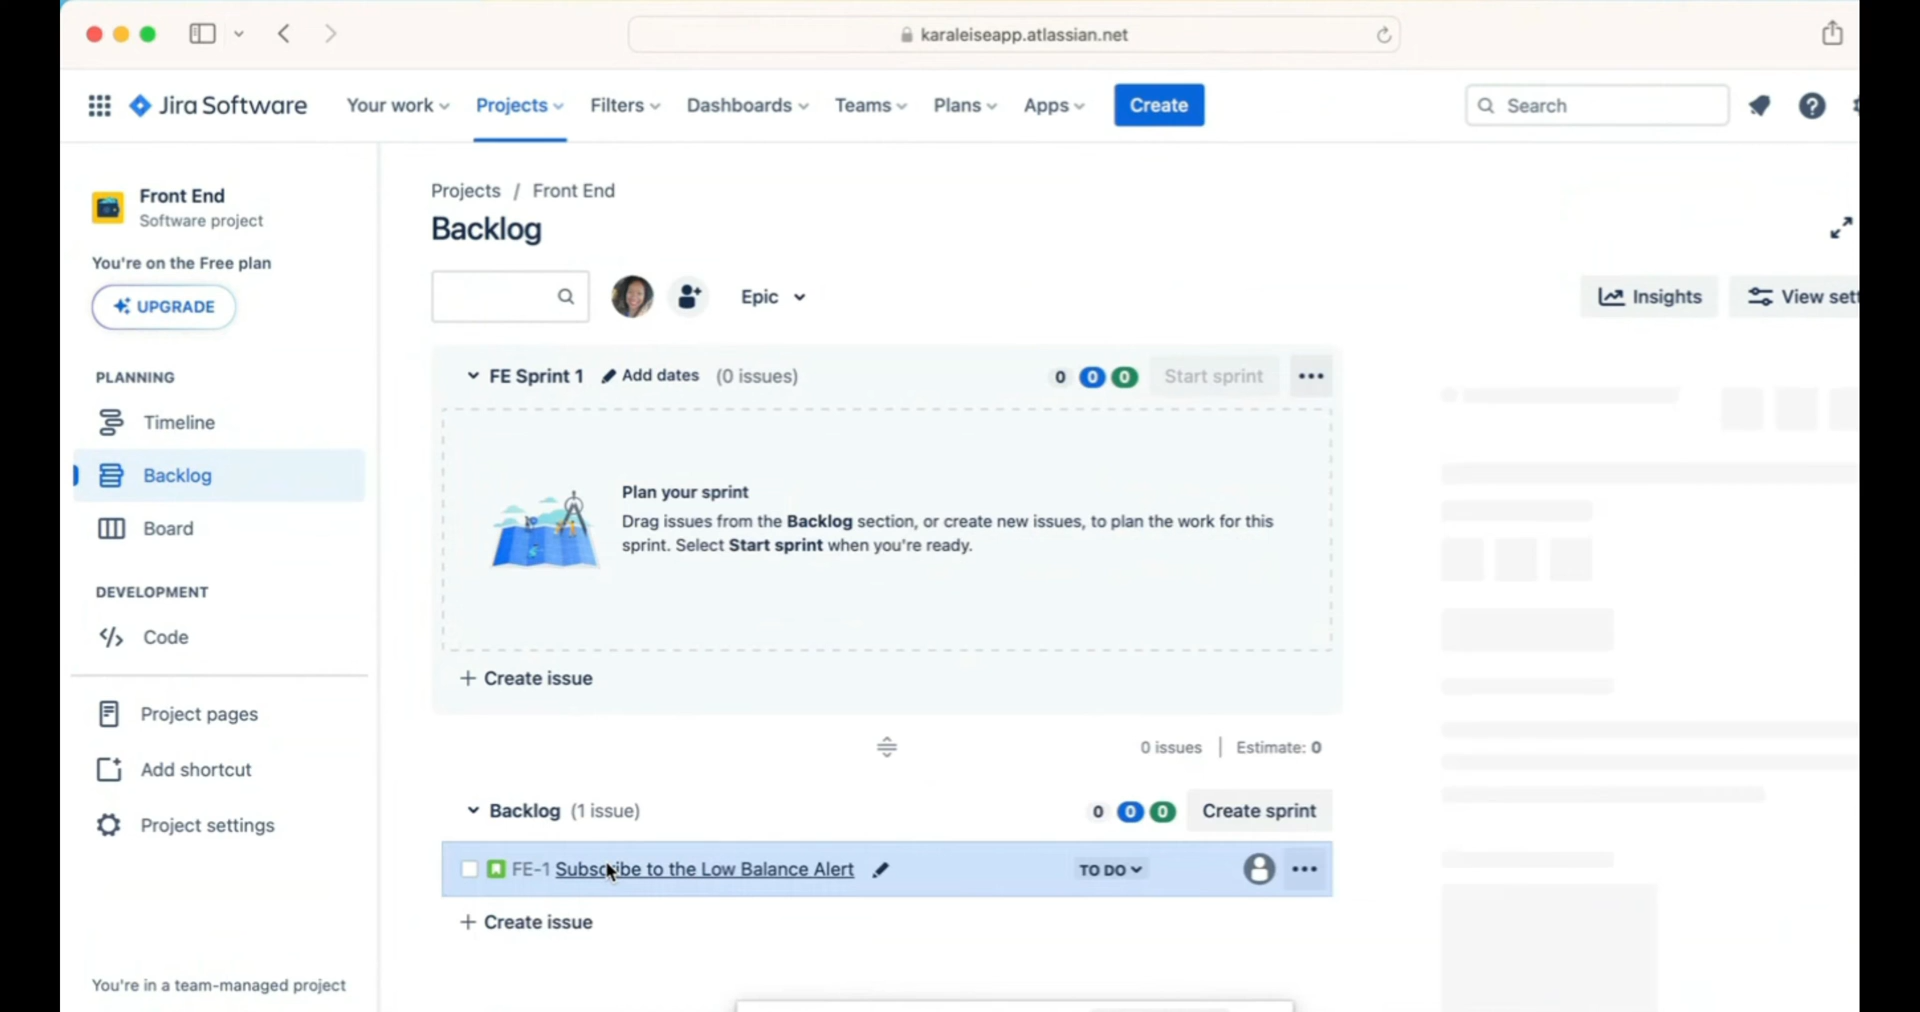 karaleiseapp.atlassian.net
Jira Software
Your work
Projects
Filters
Dashboards
Teams
Plans
Apps
Create
Search
Front End
Software project
You're on the Free plan
UPGRADE
PLANNING
Timeline
Backlog
Board
DEVELOPMENT
Code
Project pages
Add shortcut
Project settings
You're in a team-managed project
Projects / Front End
Backlog
Epic
Insights
View sett
FE Sprint 1 Add dates (0 issues)
0 0 0 Start sprint
Plan your sprint
Drag issues from the Backlog section, or create new issues, to plan the work for this
sprint. Select Start sprint when you're ready.
+ Create issue
0 issues | Estimate: 0
Backlog (1 issue)
0 0 0 Create sprint
FE-1 Subscribe to the Low Balance Alert
TO DO
+ Create issue